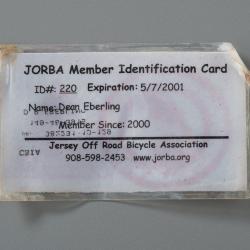 JORBA Member Identification Card
ID#: 220 Expiration: 5/7/2001
Name: Dean Eberling
Member Since: 2000
Jersey Off Road Bicycle Association
908-598-2453 www.jorba.org